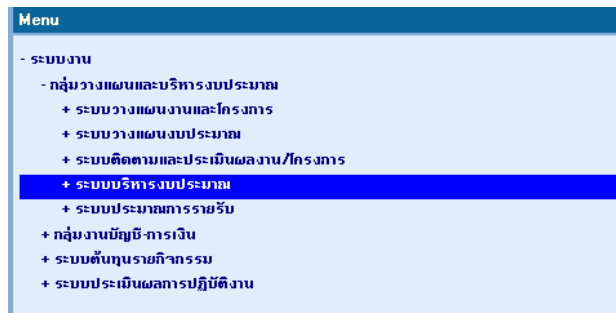 Menu
- ระบบงาน
- กลุ่มวางแผนและบริหารงบประมาณ
+ ระบบวางแผนงานและโครงการ
+ ระบบวางแผนงบประมาณ
+ ระบบติดตามและประเมินผลงาน/โครงการ
+ ระบบบริหารงบประมาณ
+ ระบบประมาณการรายรับ
+ กลุ่มงานบัญชี-การเงิน
+ ระบบต้นทุนรายกิจกรรม
+ ระบบประเมินผลการปฏิบัติงาน